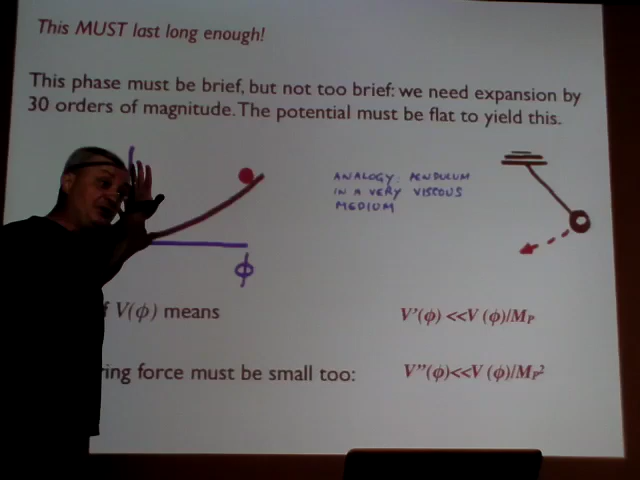 This MUST last long enough!
This phase must be brief, but not too brief: we need expansion by
30 orders of magnitude. The potential must be flat to yield this.
ANALOGY: PENDULUM
IN A VERY VISCOUS
MEDIUM
ϕ
f V(ϕ) means
V'(ϕ) <<V (ϕ)/M_P
ring force must be small too:
V"(ϕ)<<V (ϕ)/M_P²